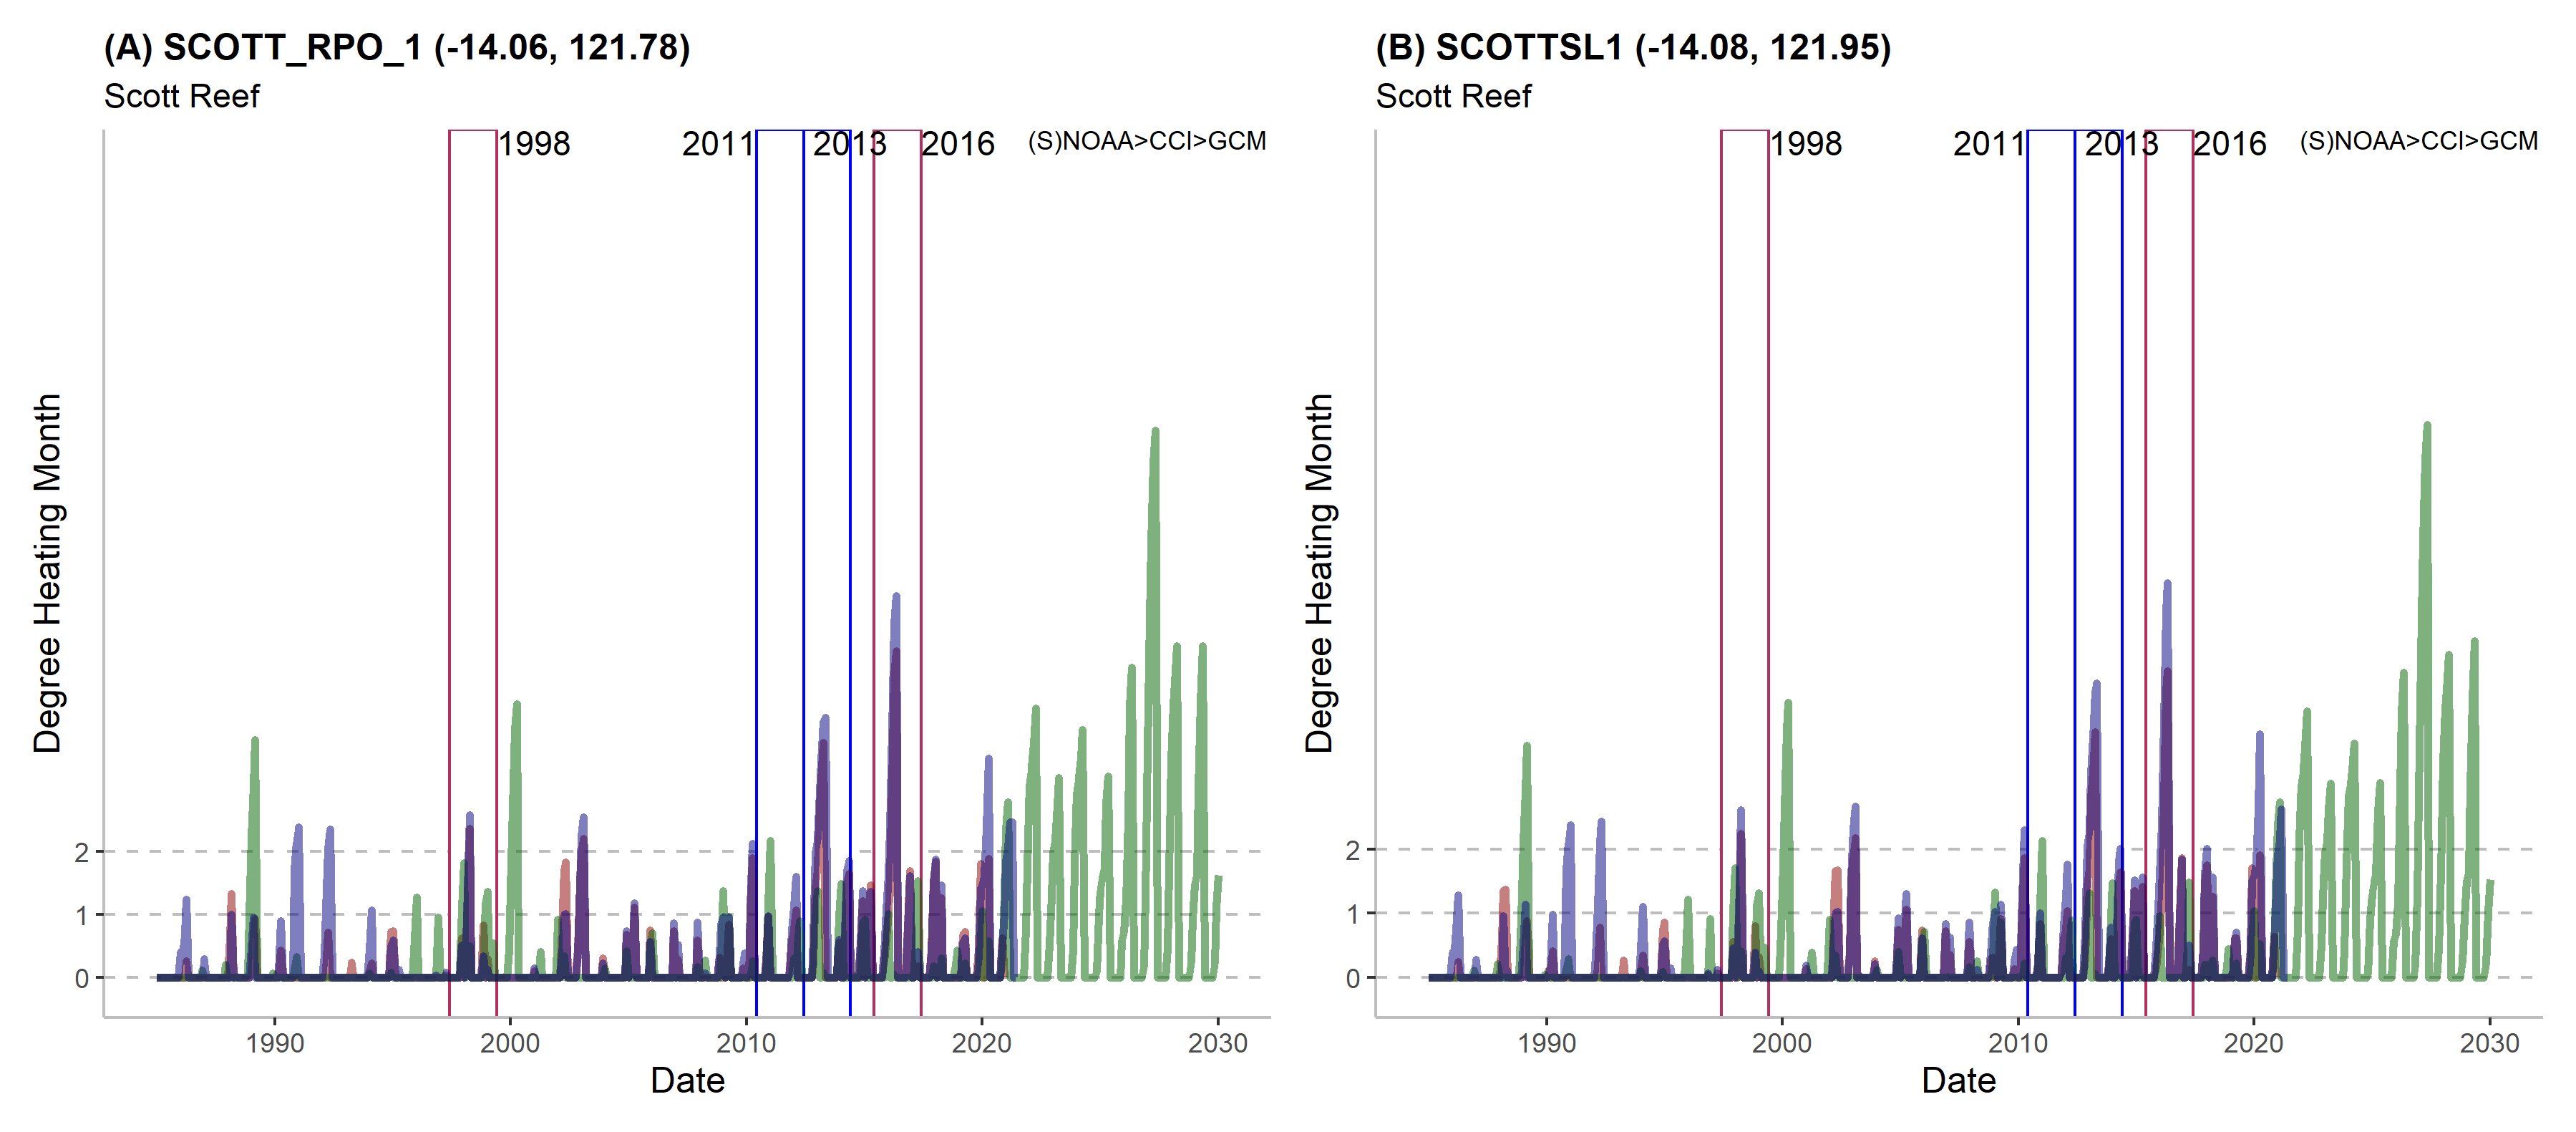 (A) SCOTT_RPO_1 (-14.06, 121.78)
Scott Reef
1998
2011
2013
2016
(S)NOAA>CCI>GCM
Degree Heating Month
2
1
0
1990
2000
2010
2020
2030
Date
(B) SCOTTSL1 (-14.08, 121.95)
Scott Reef
1998
2011
2013
2016
(S)NOAA>CCI>GCM
Degree Heating Month
2
1
0
1990
2000
2010
2020
2030
Date